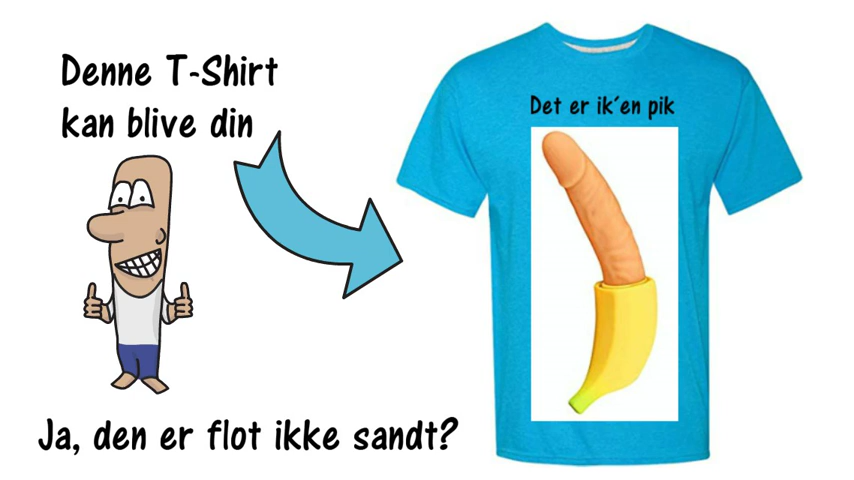 Denne T-Shirt
kan blive din
Det er ik´en pik
Ja, den er flot ikke sandt?